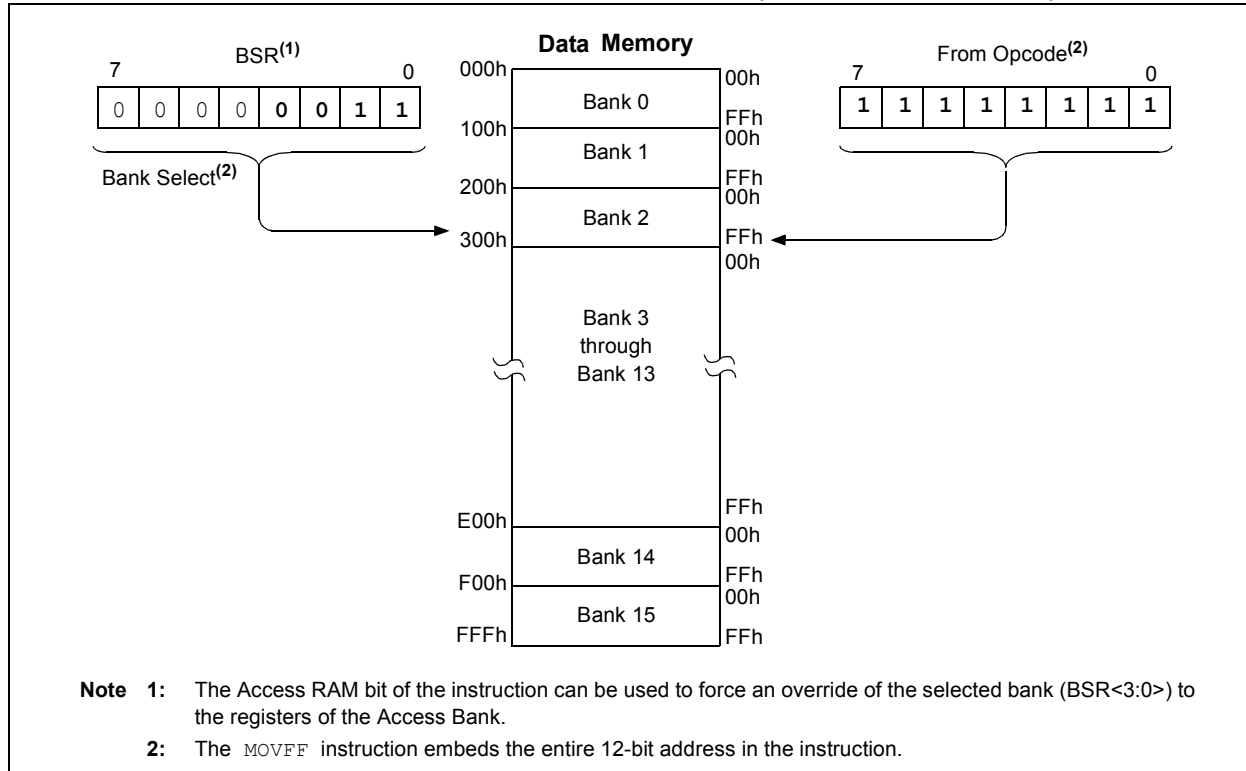 Data Memory
BSR(1)
7 0
0 0 0 0 0 0 1 1
Bank Select(2)
From Opcode(2)
7 0
1 1 1 1 1 1 1 1
000h 00h
Bank 0
FFh
100h 00h
Bank 1
FFh
200h 00h
Bank 2
FFh
300h 00h
Bank 3
through
Bank 13
FFh
E00h 00h
Bank 14
FFh
F00h 00h
Bank 15
FFFh FFh
Note 1: The Access RAM bit of the instruction can be used to force an override of the selected bank (BSR<3:0>) to
the registers of the Access Bank.
2: The MOVFF instruction embeds the entire 12-bit address in the instruction.